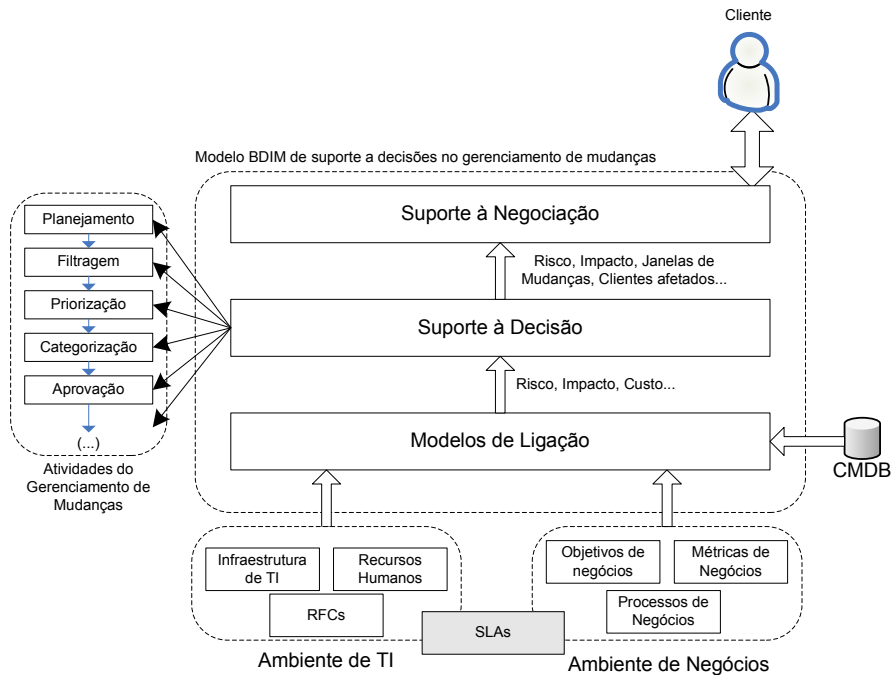 Cliente
Modelo BDIM de suporte a decisões no gerenciamento de mudanças
Suporte à Negociação
Risco, Impacto, Janelas de
Mudanças, Clientes afetados...
Suporte à Decisão
Risco, Impacto, Custo...
Modelos de Ligação
CMDB
Planejamento
Filtragem
Priorização
Categorização
Aprovação
(...)
Atividades do
Gerenciamento de
Mudanças
Infraestrutura
de TI
Recursos
Humanos
RFCs
SLAs
Ambiente de TI
Objetivos de
negócios
Métricas de
Negócios
Processos de
Negócios
Ambiente de Negócios